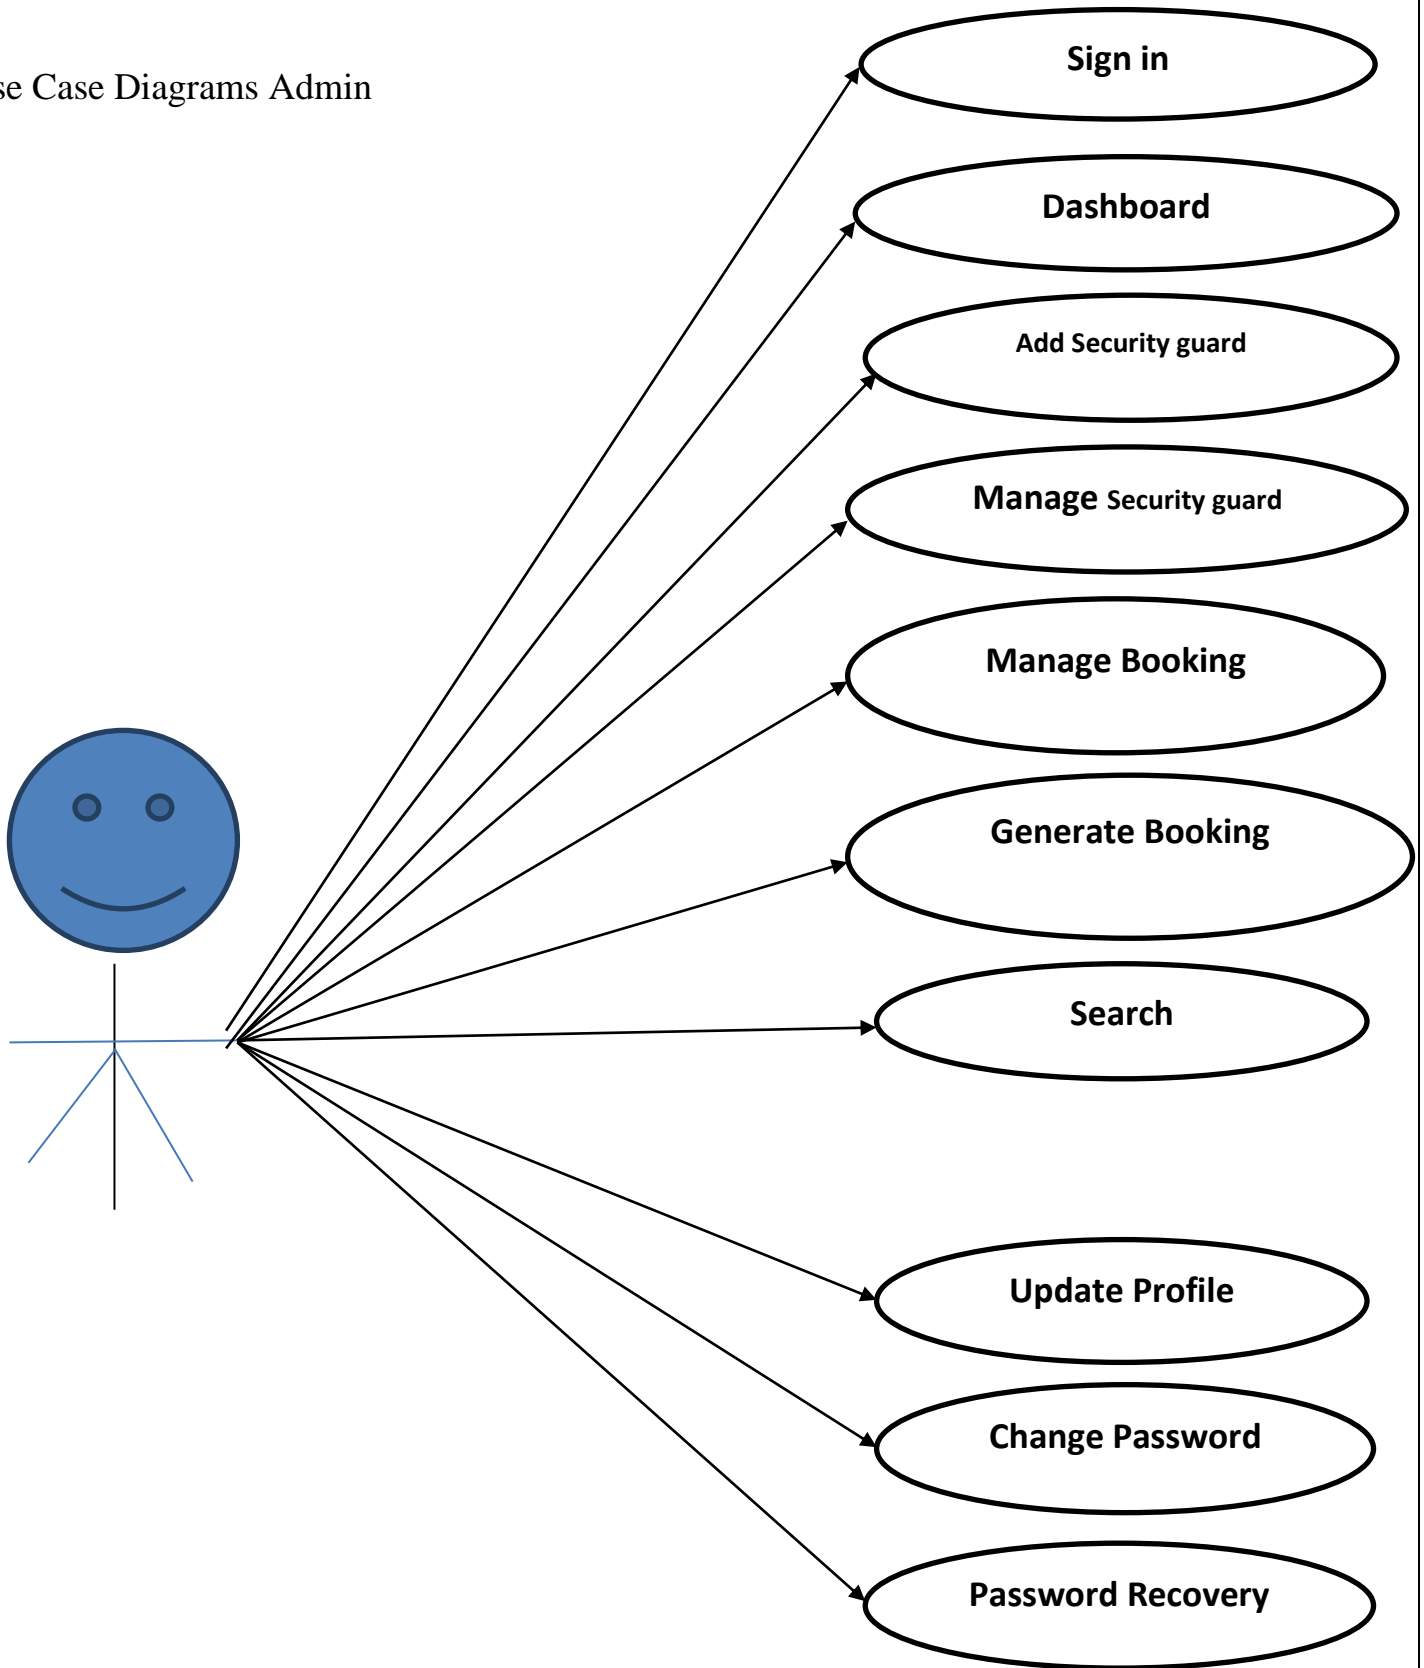 Sign in
se Case Diagrams Admin
Dashboard
Add Security guard
Manage Security guard
Manage Booking
Generate Booking
Search
Update Profile
Change Password
Password Recovery